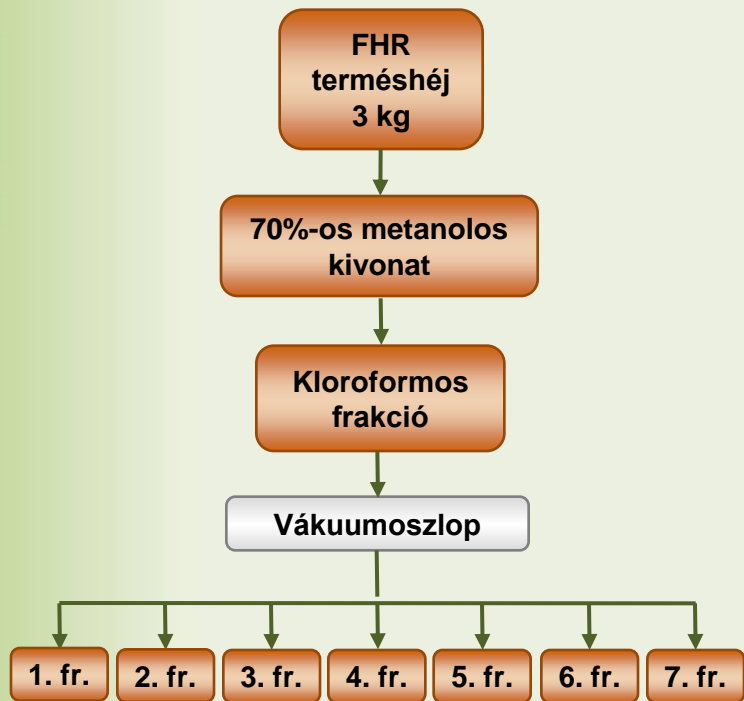 FHR
terméshéj
3 kg
70%-os metanolos
kivonat
Kloroformos
frakció
Vákuumoszlop
1. fr.
2. fr.
3. fr.
4. fr.
5. fr.
6. fr.
7. fr.